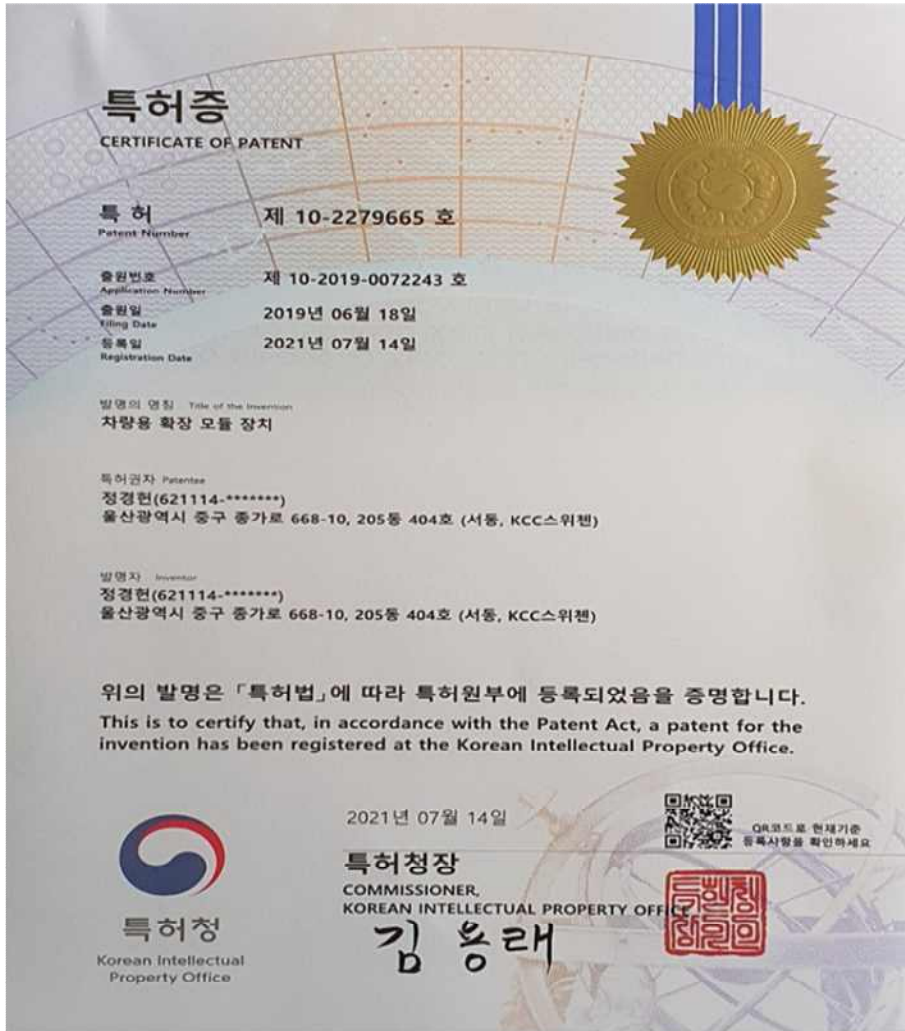 특허증
CERTIFICATE OF PATENT
특 허 제 10-2279665 호
Patent Number
출원번호 제 10-2019-0072243 호
Application Number
출원일 2019년 06월 18일
Filing Date
등록일 2021년 07월 14일
Registration Date
발명의 명칭 Title of the Invention
차량용 확장 모듈 장치
특허권자 Patentee
정경헌(621114-*******)
울산광역시 중구 종가로 668-10, 205동 404호 (서동, KCC스위첸)
발명자 Inventor
정경헌(621114-*******)
울산광역시 중구 종가로 668-10, 205동 404호 (서동, KCC스위첸)
위의 발명은 「특허법」에 따라 특허원부에 등록되었음을 증명합니다.
This is to certify that, in accordance with the Patent Act, a patent for the
invention has been registered at the Korean Intellectual Property Office.
2021년 07월 14일
QR코드로 현재기준
등록사항을 확인하세요
특허청장
COMMISSIONER,
KOREAN INTELLECTUAL PROPERTY OFFICE
김용래
특허청
Korean Intellectual
Property Office